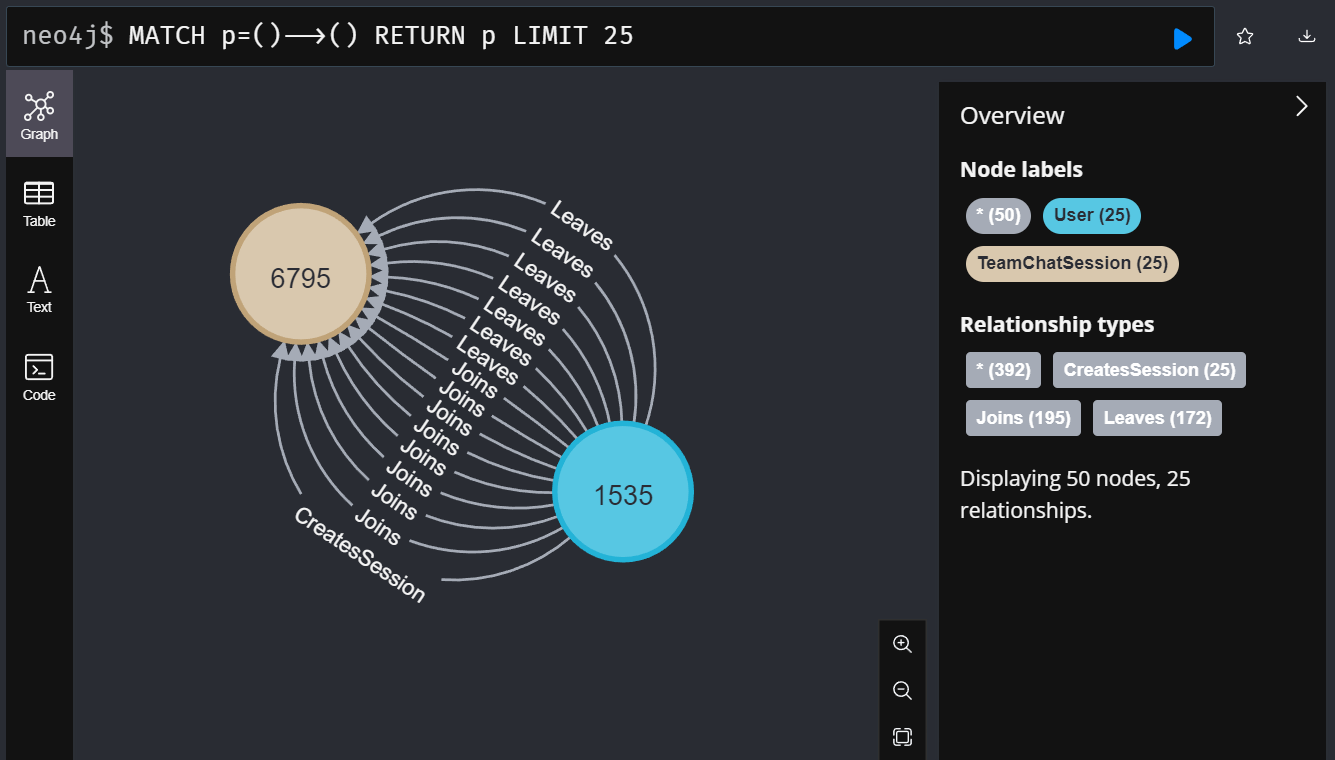 neo4j$ MATCH p=()-->() RETURN p LIMIT 25
Graph
Table
Text
Code
6795
1535
Leaves
Leaves
Leaves
Leaves
Leaves
Leaves
Leaves
Joins
Joins
Joins
Joins
Joins
Joins
Joins
Joins
CreatesSession
Overview
Node labels
* (50) User (25)
TeamChatSession (25)
Relationship types
* (392) CreatesSession (25)
Joins (195) Leaves (172)
Displaying 50 nodes, 25
relationships.